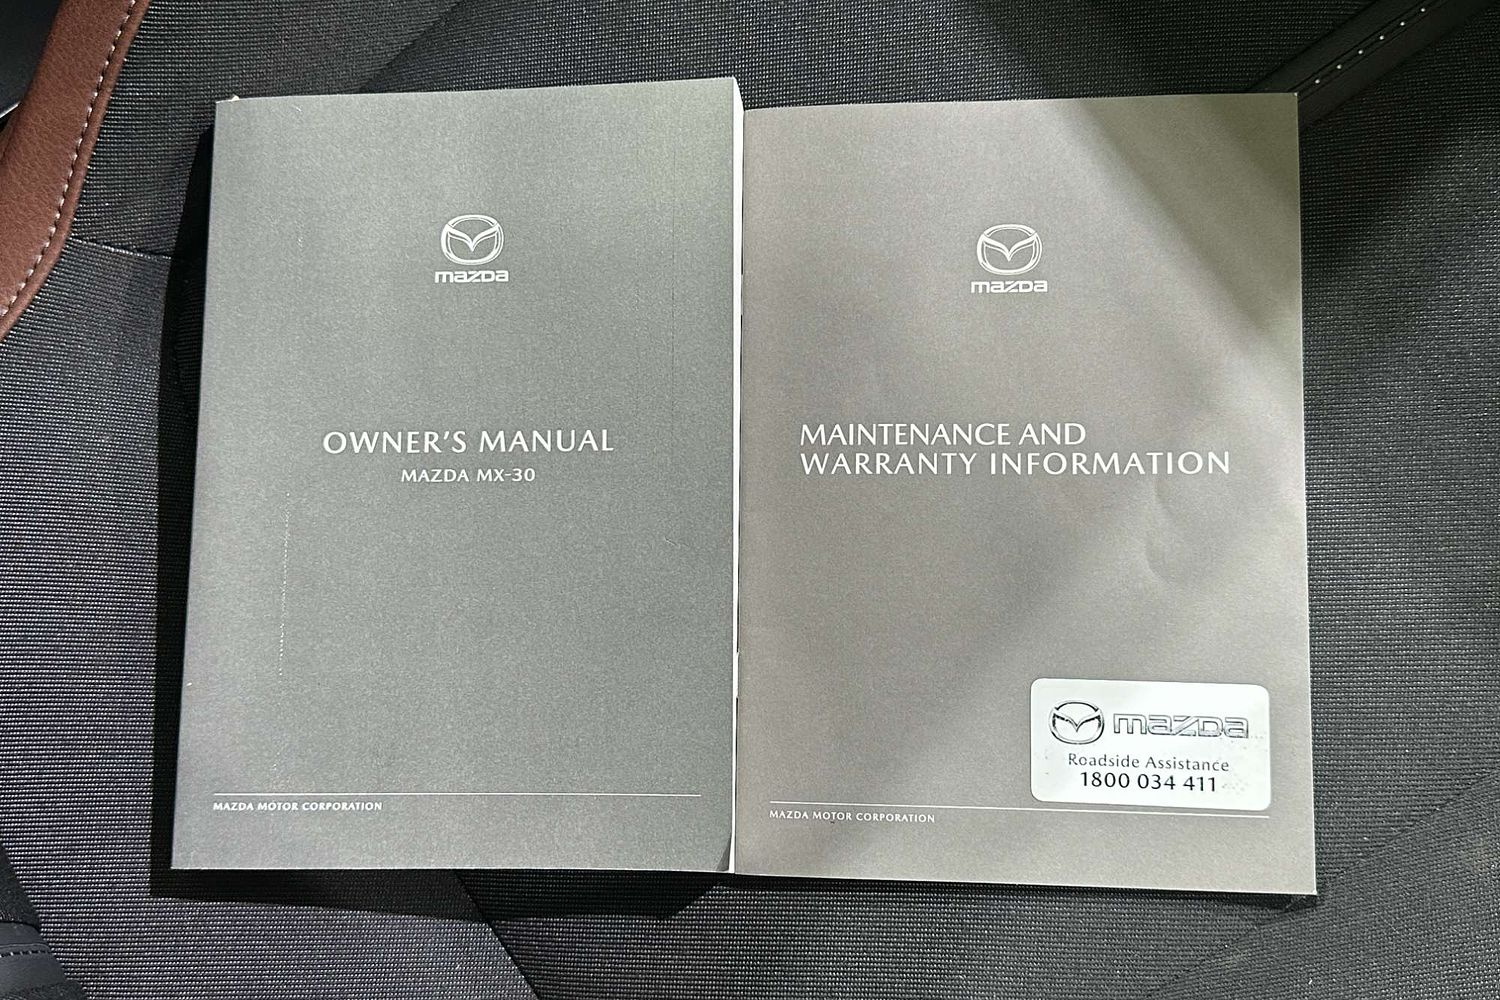 mazda
OWNER'S MANUAL
MAZDA MX-30
MAZDA MOTOR CORPORATION
mazda
MAINTENANCE AND
WARRANTY INFORMATION
mazda
Roadside Assistance
1800 034 411
MAZDA MOTOR CORPORATION